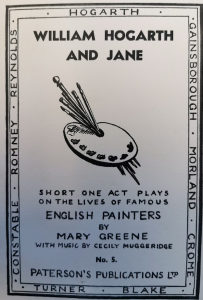 HOGARTH
GAINSBOROUGH · MORLAND · CROME
BLAKE
TURNER
CONSTABLE · ROMNEY · REYNOLDS
WILLIAM HOGARTH
AND JANE
SHORT ONE ACT PLAYS
ON THE LIVES OF FAMOUS
ENGLISH PAINTERS
BY
MARY GREENE
WITH MUSIC BY CECILY MUGGERIDGE
No. 5.
PATERSON'S PUBLICATIONS LTD